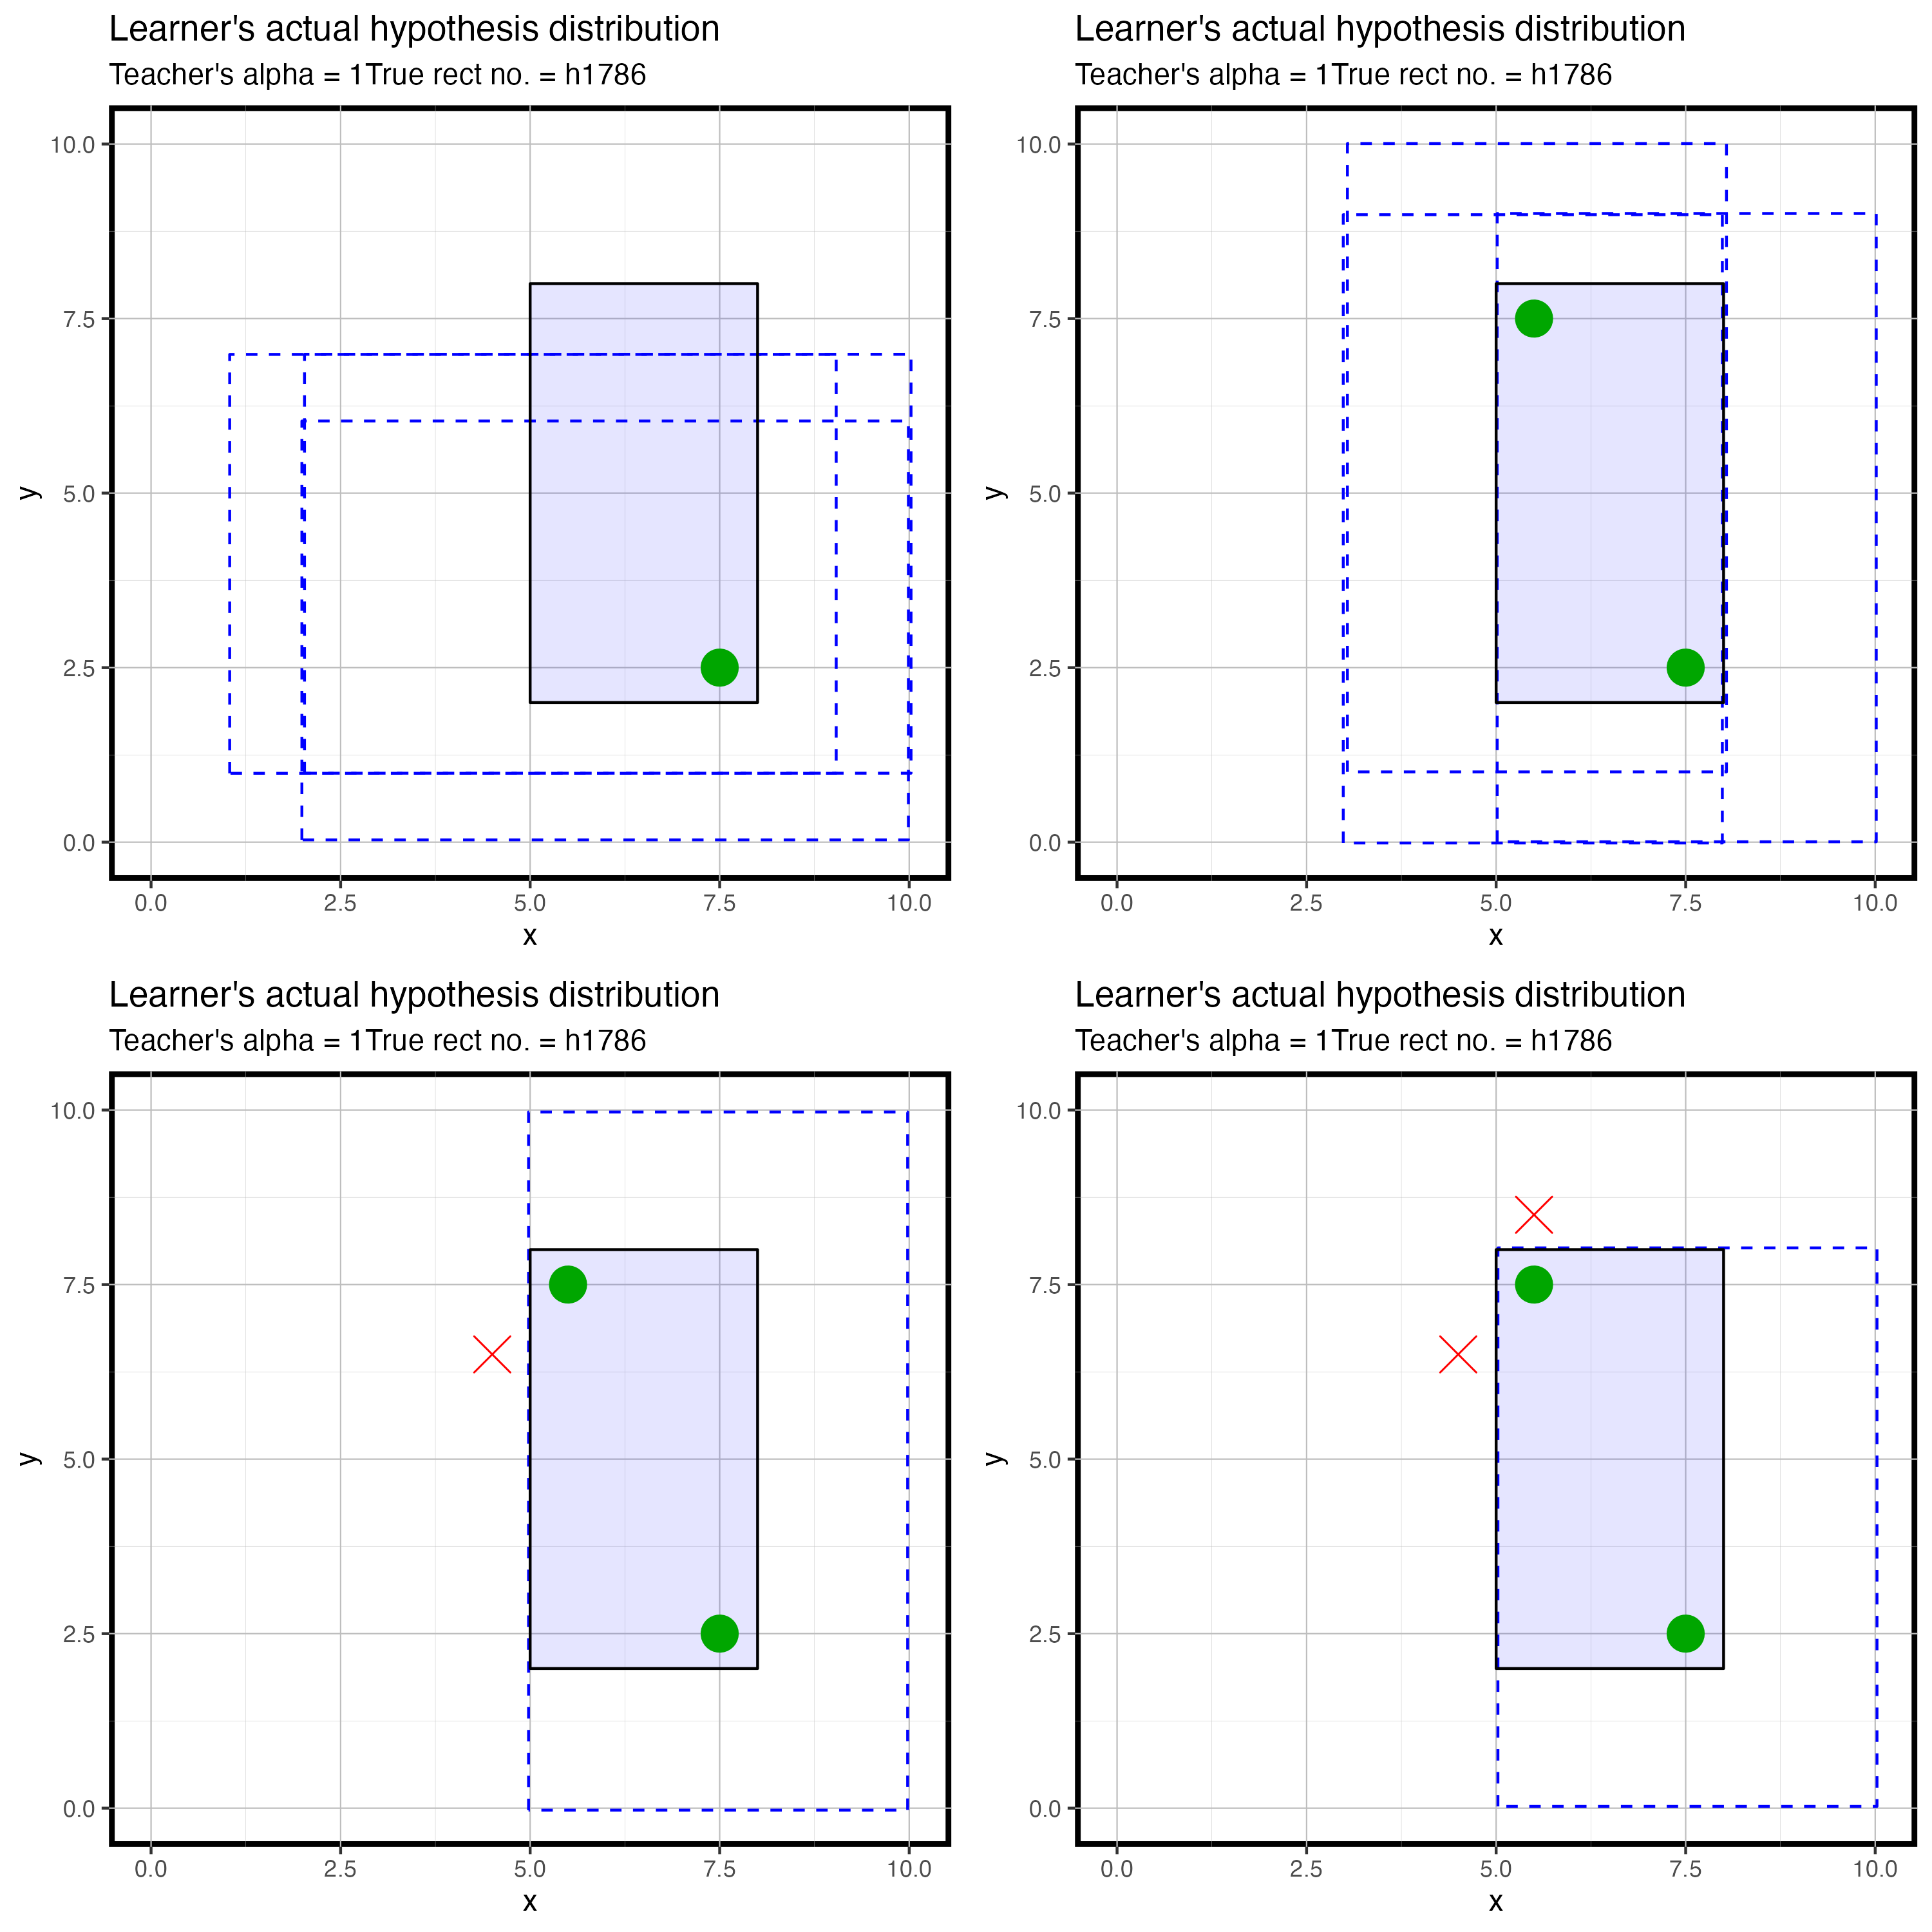 Learner's actual hypothesis distribution
Teacher's alpha = 1True rect no. = h1786
10.0
7.5
5.0
2.5
0.0
y
0.0 2.5 5.0 7.5 10.0
x
Learner's actual hypothesis distribution
Teacher's alpha = 1True rect no. = h1786
10.0
7.5
5.0
2.5
0.0
y
0.0 2.5 5.0 7.5 10.0
x
Learner's actual hypothesis distribution
Teacher's alpha = 1True rect no. = h1786
10.0
7.5
5.0
2.5
0.0
y
0.0 2.5 5.0 7.5 10.0
x
Learner's actual hypothesis distribution
Teacher's alpha = 1True rect no. = h1786
10.0
7.5
5.0
2.5
0.0
y
0.0 2.5 5.0 7.5 10.0
x